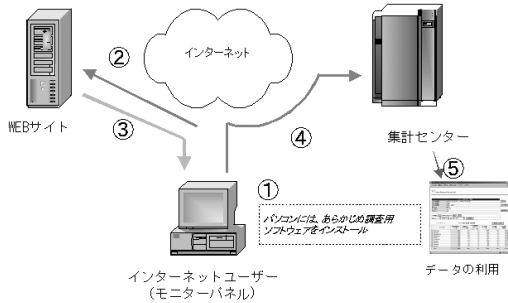 ②
インターネット
WEBサイト
③
④
集計センター
⑤
①
パソコンには、あらかじめ調査用
ソフトウェアをインストール
データの利用
インターネットユーザー
(モニターパネル)